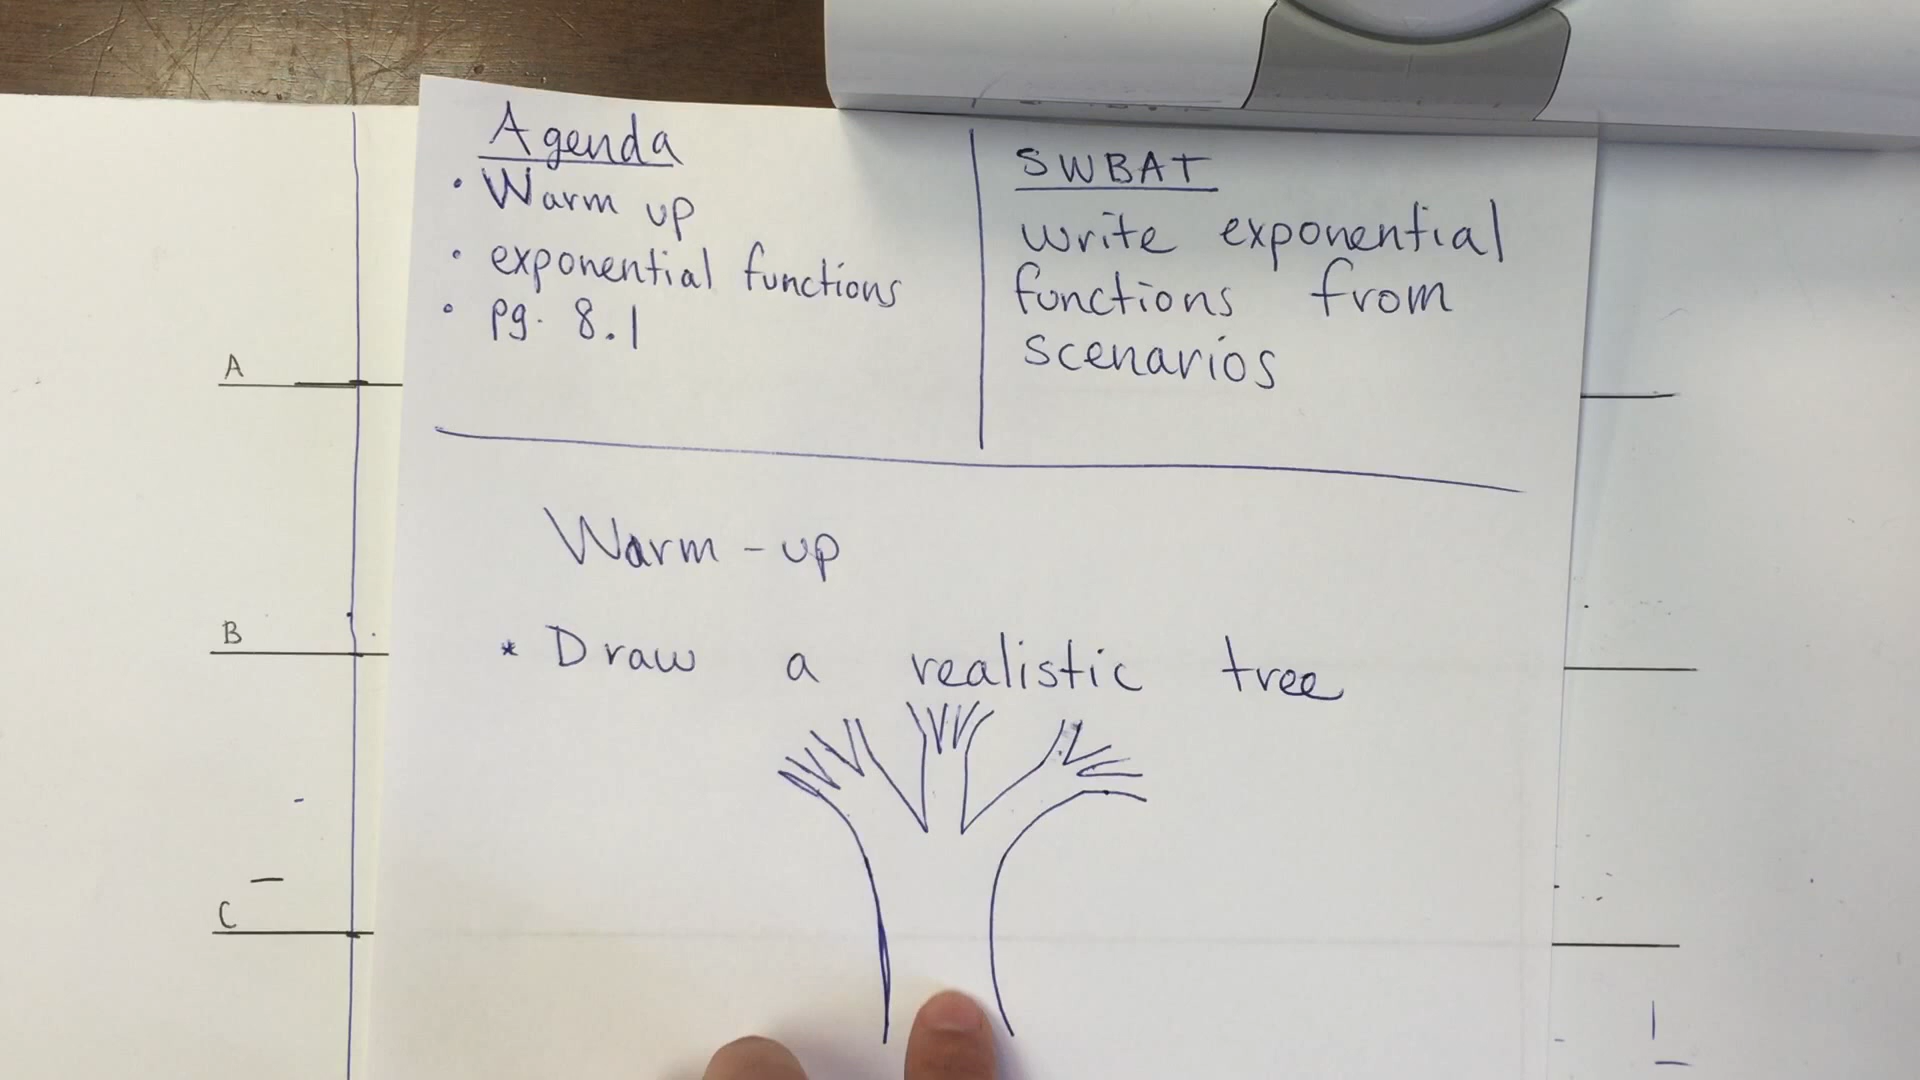 Agenda
• Warm up
• exponential functions
• pg. 8.1
SWBAT
write exponential
functions from
scenarios
Warm-up
* Draw a realistic tree
A
B
C